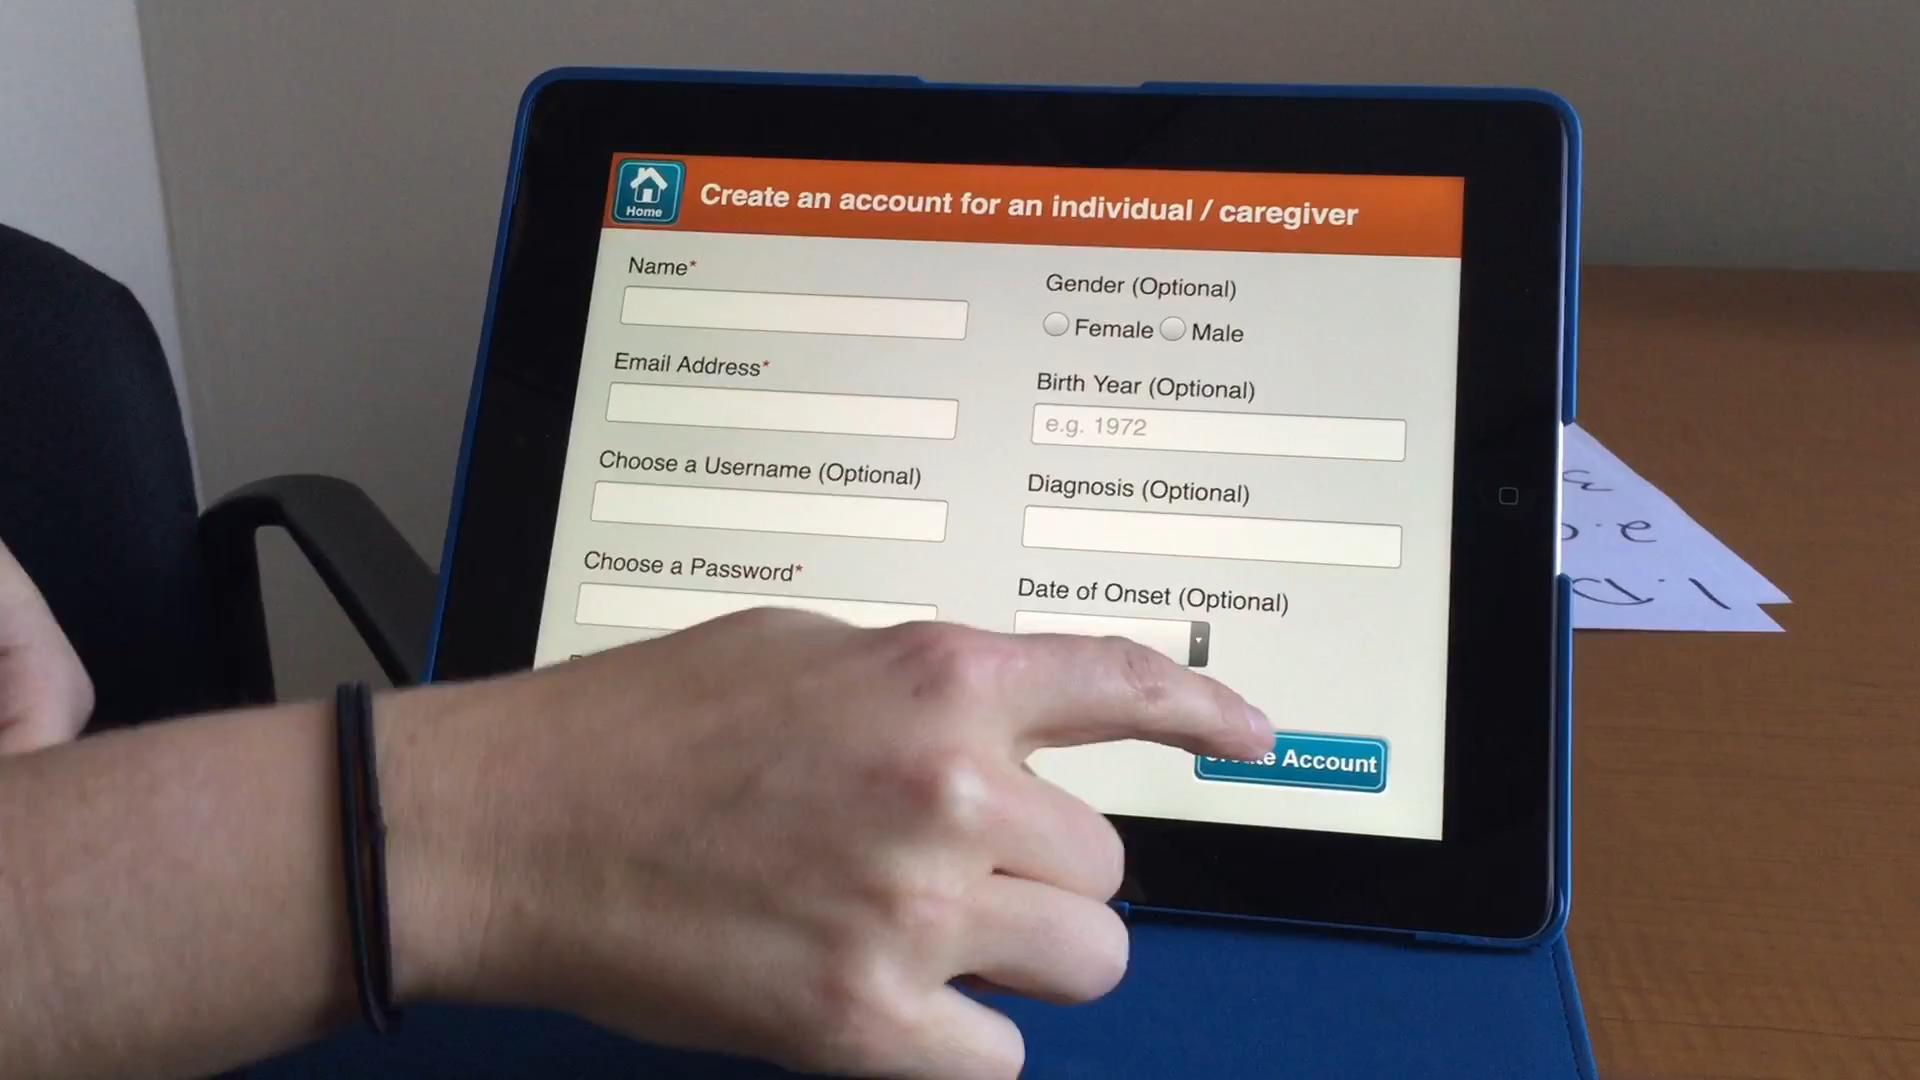 Home
Create an account for an individual / caregiver
Name*
Email Address*
Choose a Username (Optional)
Choose a Password*
Gender (Optional)
Female Male
Birth Year (Optional)
e.g. 1972
Diagnosis (Optional)
Date of Onset (Optional)
Account